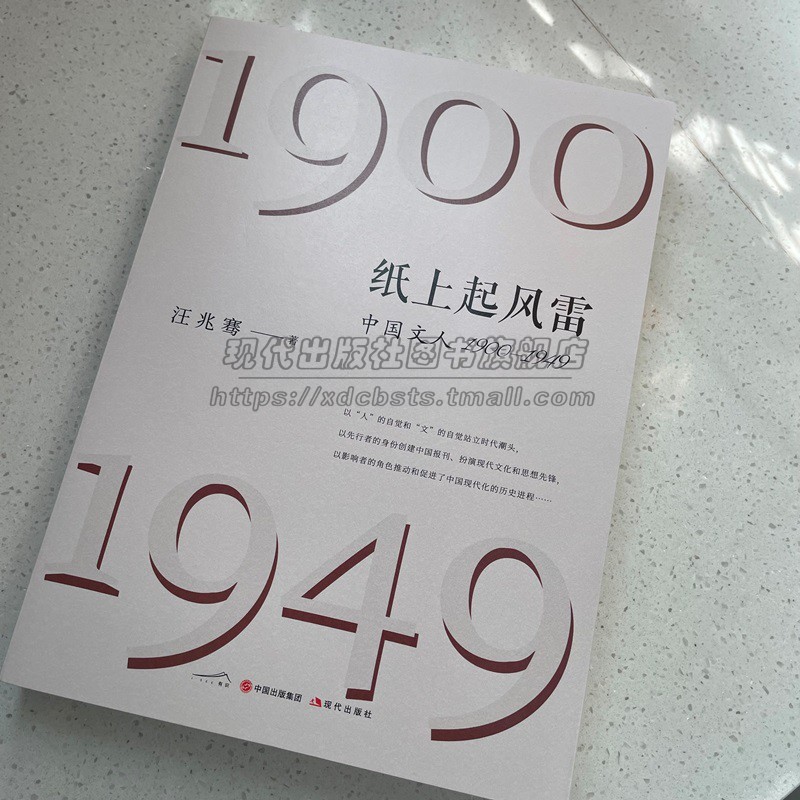 1900
纸上起风雷
汪兆骞——著
中国文人 1900-1949
现代出版社图书旗舰店
https://xdcbsts.tmall.com
以“人”的自觉和“文”的自觉站立时代潮头,
以先行者的身份创建中国报刊、扮演现代文化和思想先锋,
以影响者的角色推动和促进了中国现代化的历史进程……
1949
中国出版集团
现代出版社